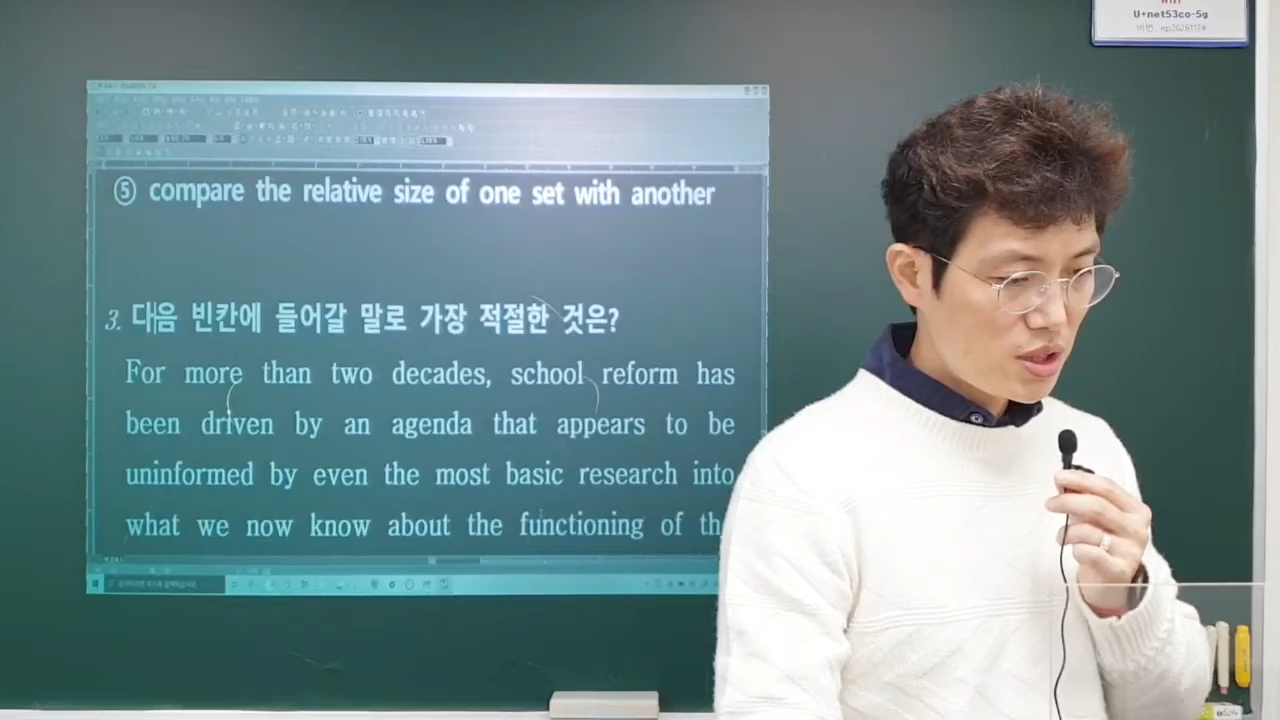 WIFI
U+net53co-5g
⑤ compare the relative size of one set with another
3. 다음 빈칸에 들어갈 말로 가장 적절한 것은?
For more than two decades, school reform has
been driven by an agenda that appears to be
uninformed by even the most basic research into
what we now know about the functioning of th